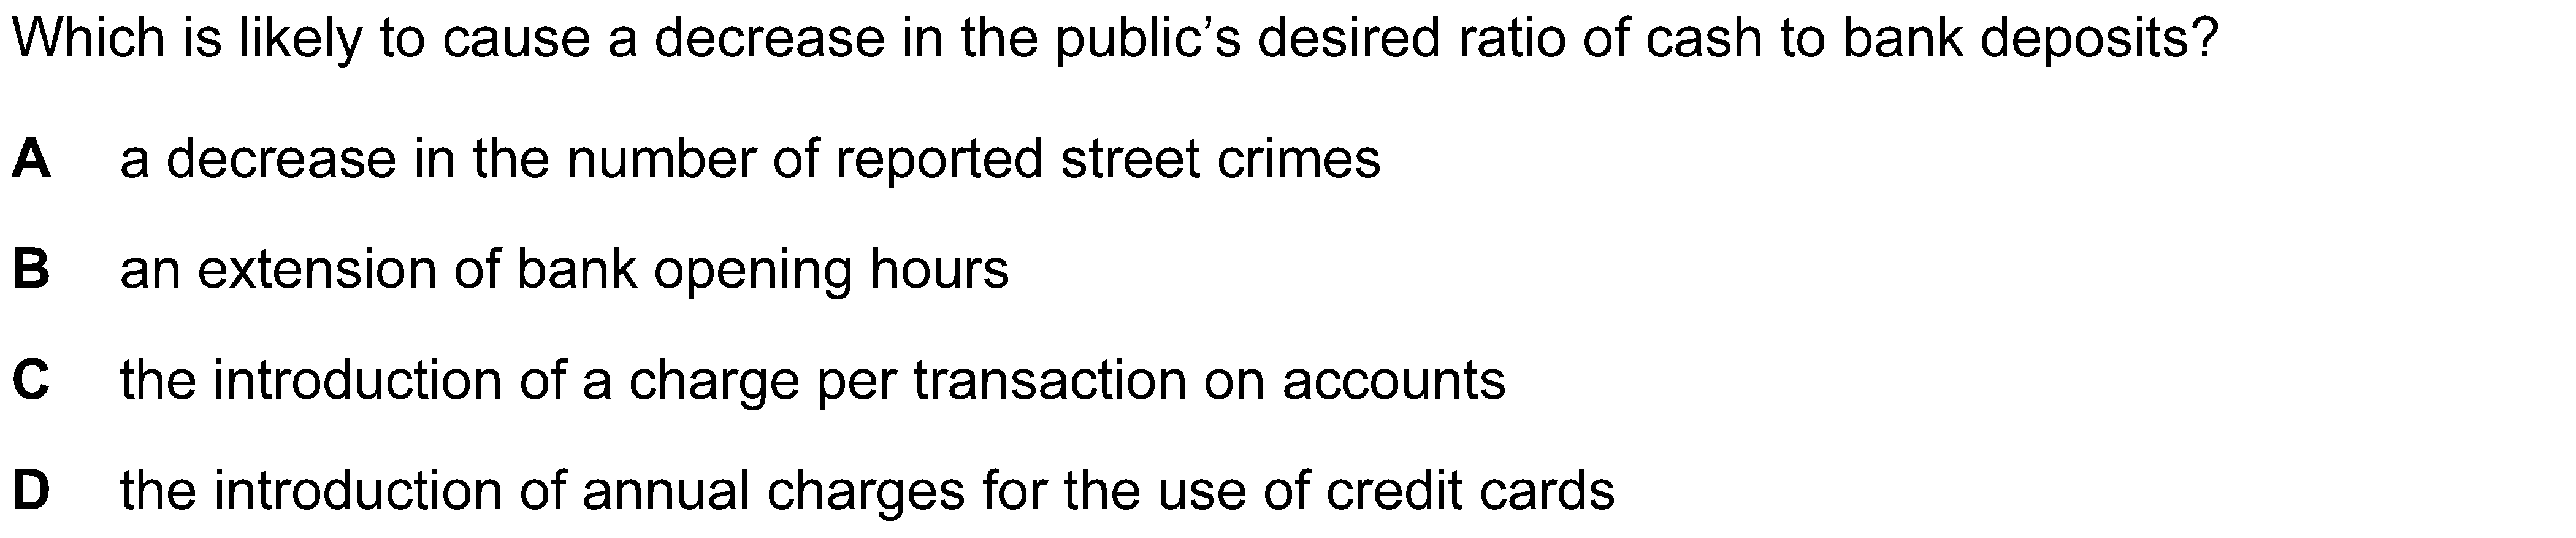 Which is likely to cause a decrease in the public’s desired ratio of cash to bank deposits?
A a decrease in the number of reported street crimes
B an extension of bank opening hours
C the introduction of a charge per transaction on accounts
D the introduction of annual charges for the use of credit cards